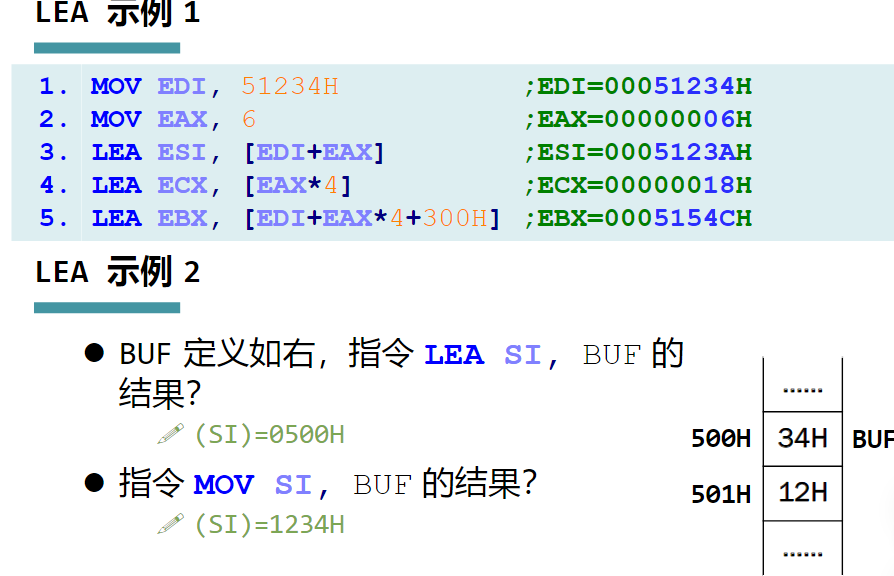 LEA 示例 1
1. MOV EDI, 51234H ;EDI=00051234H
2. MOV EAX, 6 ;EAX=00000006H
3. LEA ESI, [EDI+EAX] ;ESI=0005123AH
4. LEA ECX, [EAX*4] ;ECX=00000018H
5. LEA EBX, [EDI+EAX*4+300H] ;EBX=0005154CH
LEA 示例 2
● BUF 定义如右，指令 LEA SI, BUF 的
结果？
(SI)=0500H
● 指令 MOV SI, BUF 的结果？
(SI)=1234H
……
500H 34H BUF
501H 12H
……